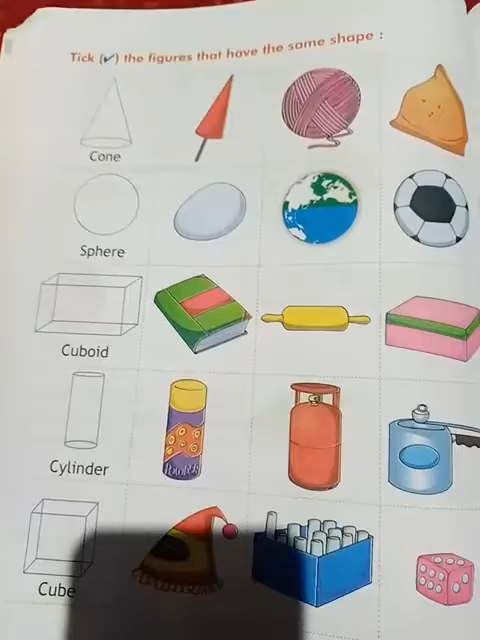 Tick (✓) the figures that have the same shape :
Cone
Sphere
Cuboid
Cylinder
Cube